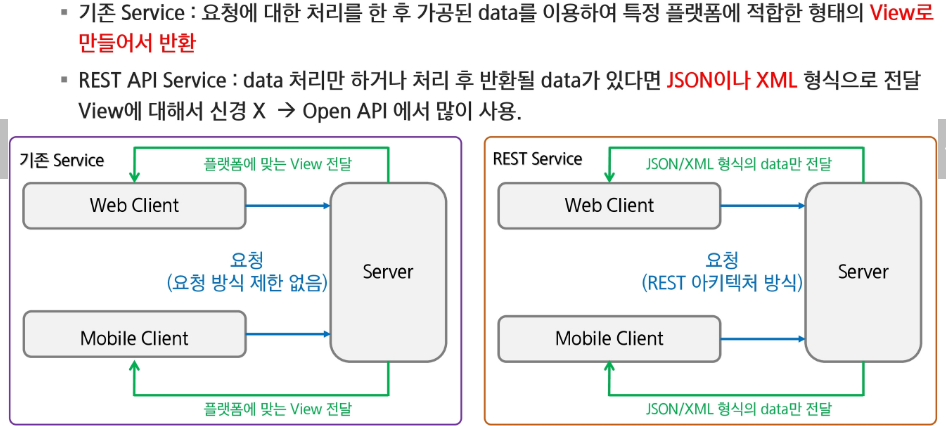 ▪ 기존 Service : 요청에 대한 처리를 한 후 가공된 data를 이용하여 특정 플랫폼에 적합한 형태의 View로
만들어서 반환
▪ REST API Service : data 처리만 하거나 처리 후 반환될 data가 있다면 JSON이나 XML 형식으로 전달
View에 대해서 신경 X → Open API 에서 많이 사용.
기존 Service
플랫폼에 맞는 View 전달
Web Client
요청
(요청 방식 제한 없음)
Server
Mobile Client
플랫폼에 맞는 View 전달
REST Service
JSON/XML 형식의 data만 전달
Web Client
요청
(REST 아키텍처 방식)
Server
Mobile Client
JSON/XML 형식의 data만 전달